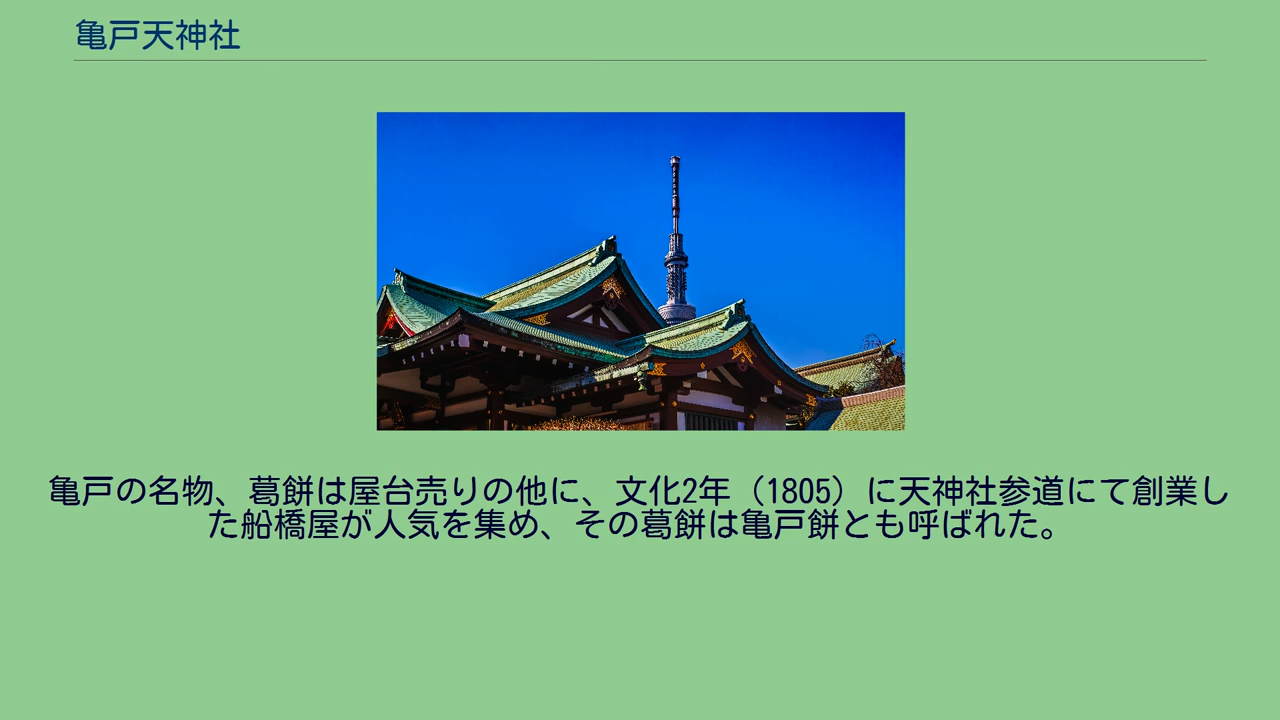 亀戸天神社
亀戸の名物、葛餅は屋台売りの他に、文化2年（1805）に天神社参道にて創業し
た船橋屋が人気を集め、その葛餅は亀戸餅とも呼ばれた。